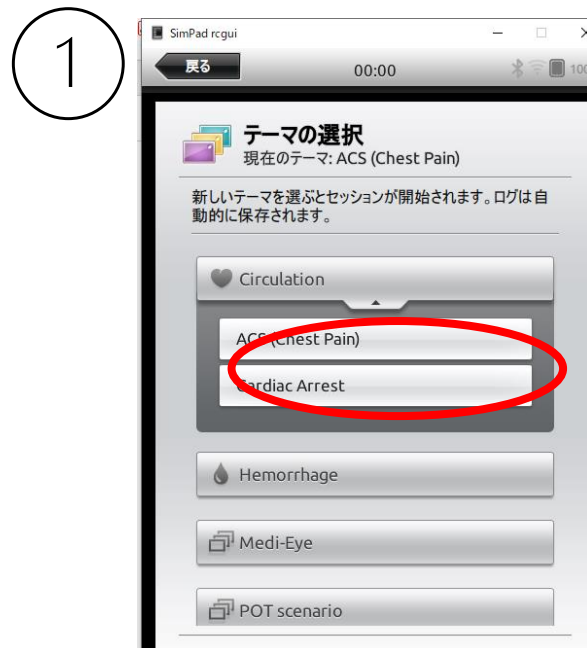 1
SimPad rcgui
戻る
00:00
100
テーマの選択
現在のテーマ: ACS (Chest Pain)
新しいテーマを選ぶとセッションが開始されます。ログは自
動的に保存されます。
Circulation
ACS (Chest Pain)
Cardiac Arrest
Hemorrhage
Medi-Eye
POT scenario